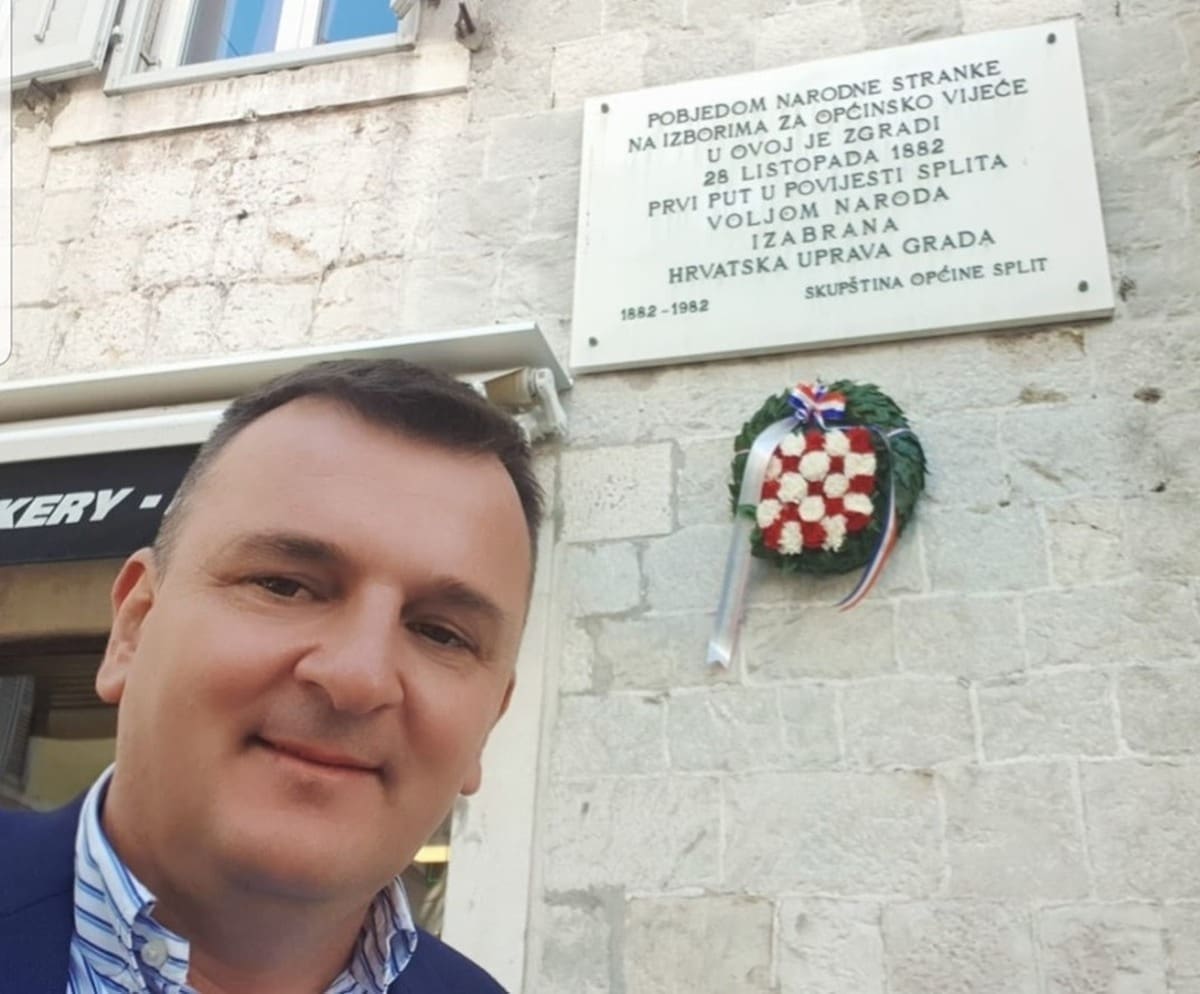 POBJEDOM NARODNE STRANKE
NA IZBORIMA ZA OPĆINSKO VIJEĆE
U OVOJ JE ZGRADI
28 LISTOPADA 1882
PRVI PUT U POVIJESTI SPLITA
VOLJOM NARODA
IZABRANA
HRVATSKA UPRAVA GRADA
1882-1982 SKUPŠTINA OPĆINE SPLIT
KERY ·